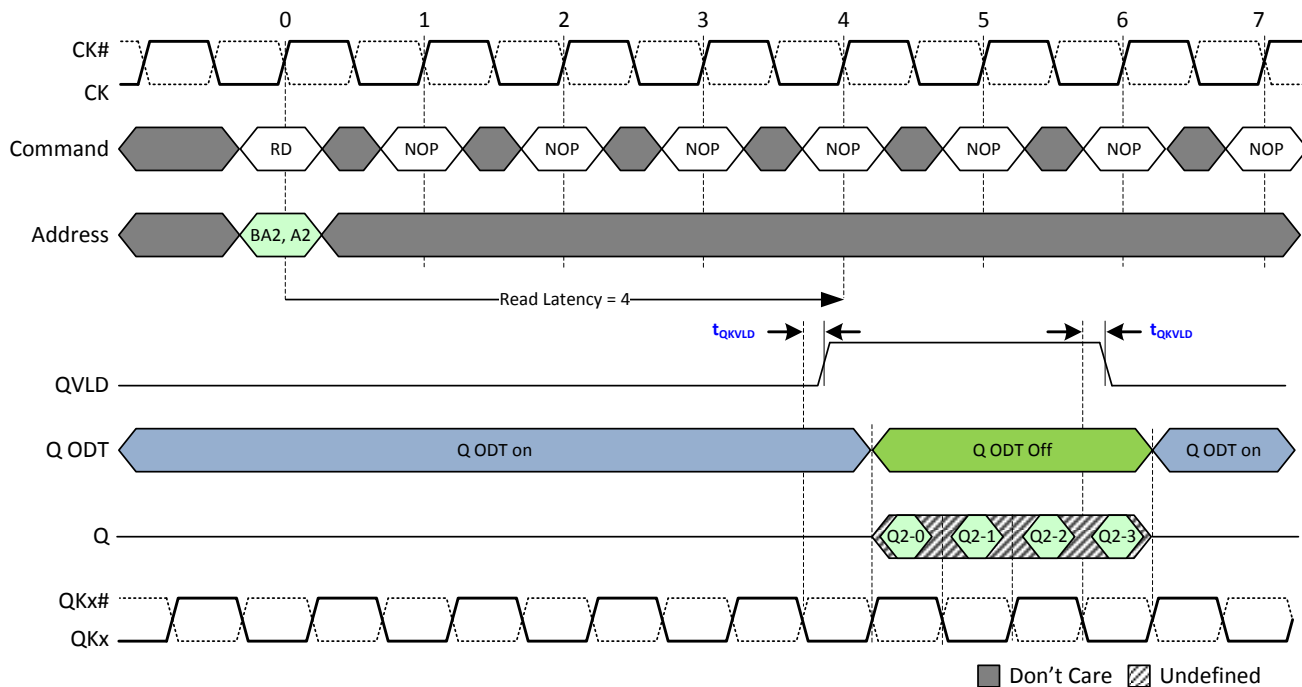 0 1 2 3 4 5 6 7
CK#
CK
Command RD NOP NOP NOP NOP NOP NOP NOP
Address BA2, A2
Read Latency = 4
tQKVLD tQKVLD
QVLD
Q ODT Q ODT on Q ODT Off Q ODT on
Q Q2-0 Q2-1 Q2-2 Q2-3
QKx#
QKx
Don't Care Undefined